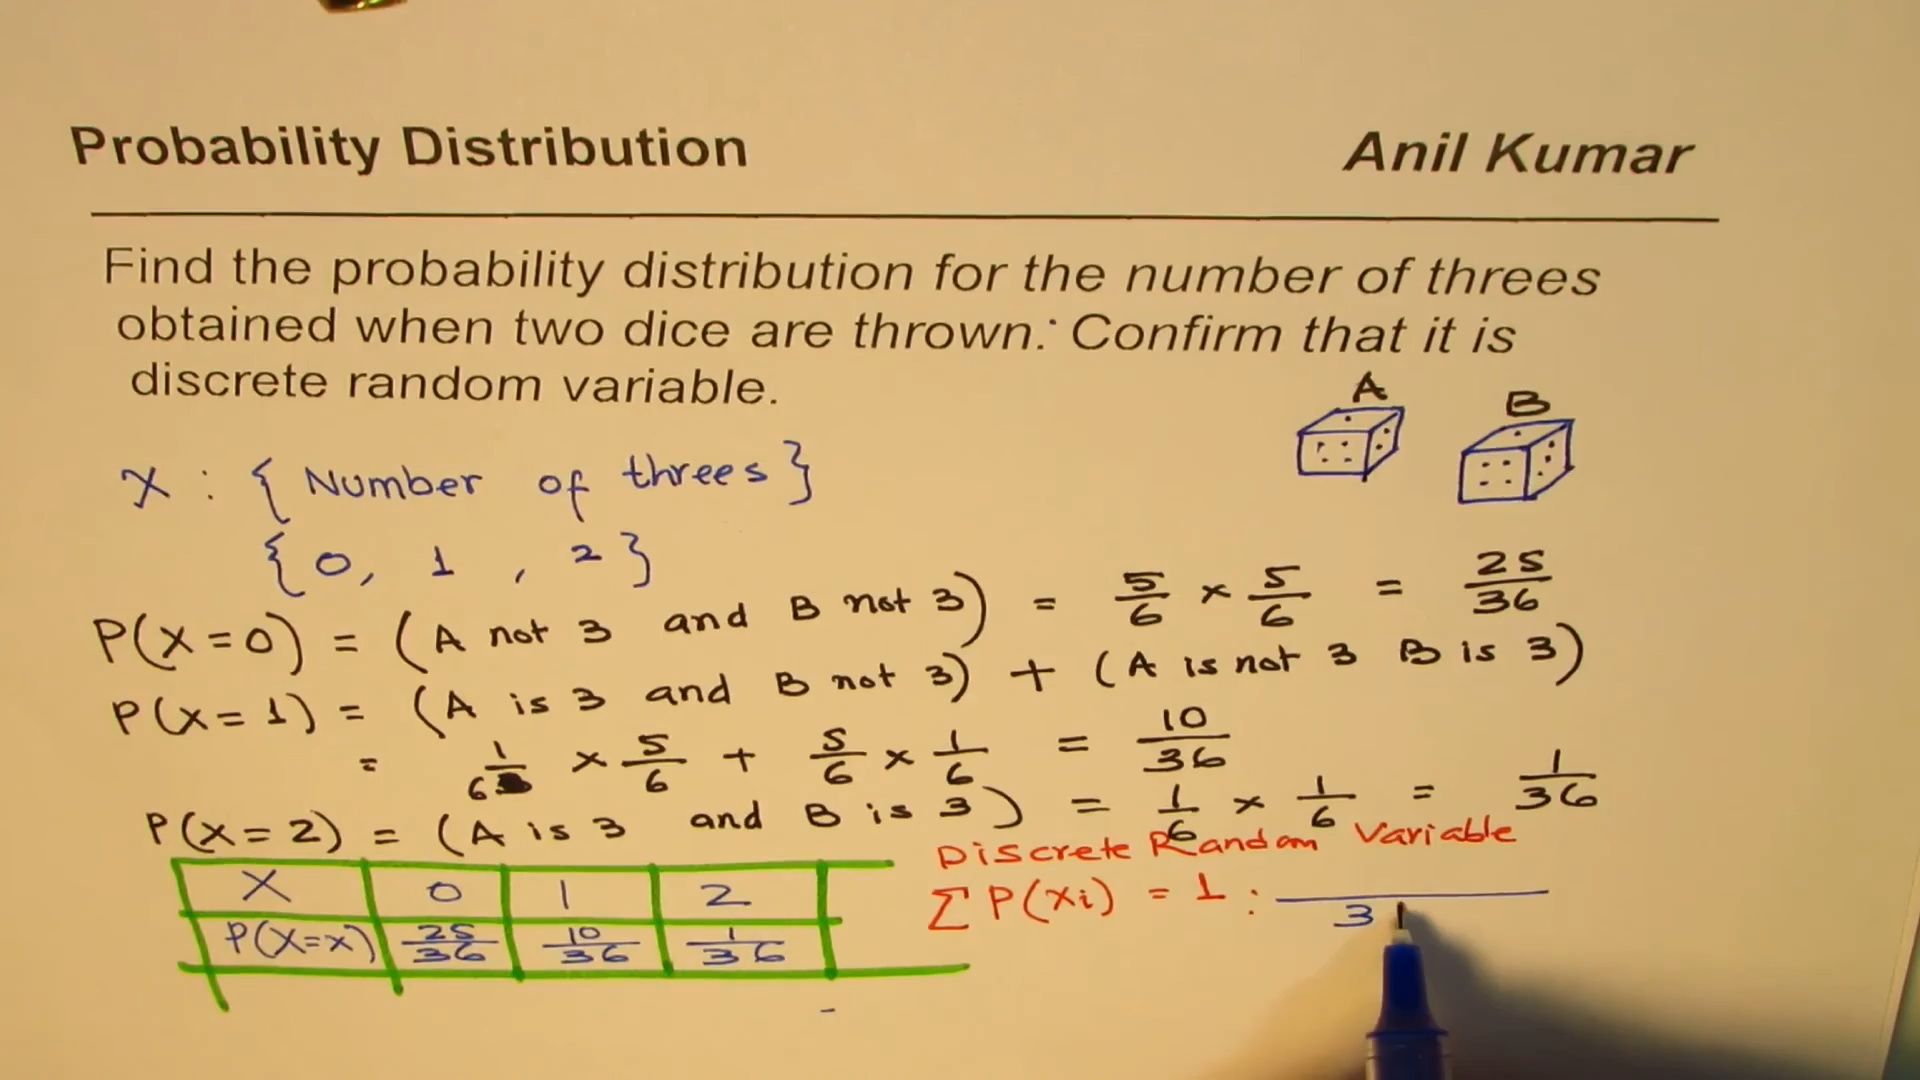 Probability Distribution Anil Kumar
Find the probability distribution for the number of threes
obtained when two dice are thrown. Confirm that it is
discrete random variable.
A B
X : { Number of threes }
{ 0, 1 , 2 }
P(X=0) = (A not 3 and B not 3) = 5/6 × 5/6 = 25/36
P(X=1) = (A is 3 and B not 3) + (A is not 3 B is 3)
= 1/6 × 5/6 + 5/6 × 1/6 = 10/36
P(X=2) = (A is 3 and B is 3) = 1/6 × 1/6 = 1/36
Discrete Random Variable
X 0 1 2
P(X=x) 25/36 10/36 1/36
Σ P(Xi) = 1 :
3